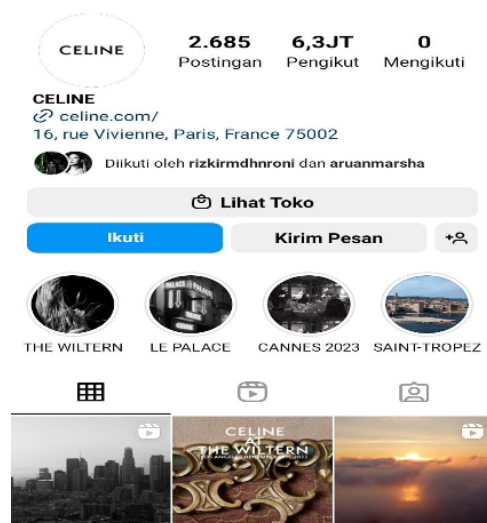 CELINE
2.685 6,3JT 0
Postingan Pengikut Mengikuti
CELINE
celine.com/
16, rue Vivienne, Paris, France 75002
Diikuti oleh rizkirmdhnroni dan aruanmarsha
Lihat Toko
Ikuti Kirim Pesan
THE WILTERN LE PALACE CANNES 2023 SAINT-TROPEZ
CELINE
AT
THE WILTERN